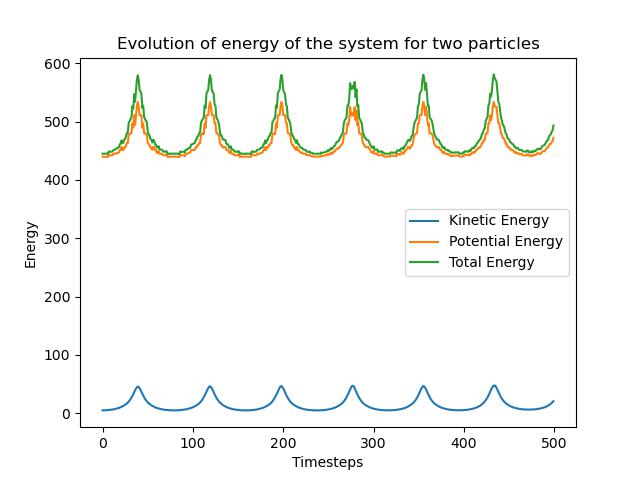 Evolution of energy of the system for two particles
600
500
400
300
200
100
0
Energy
Kinetic Energy
Potential Energy
Total Energy
0 100 200 300 400 500
Timesteps